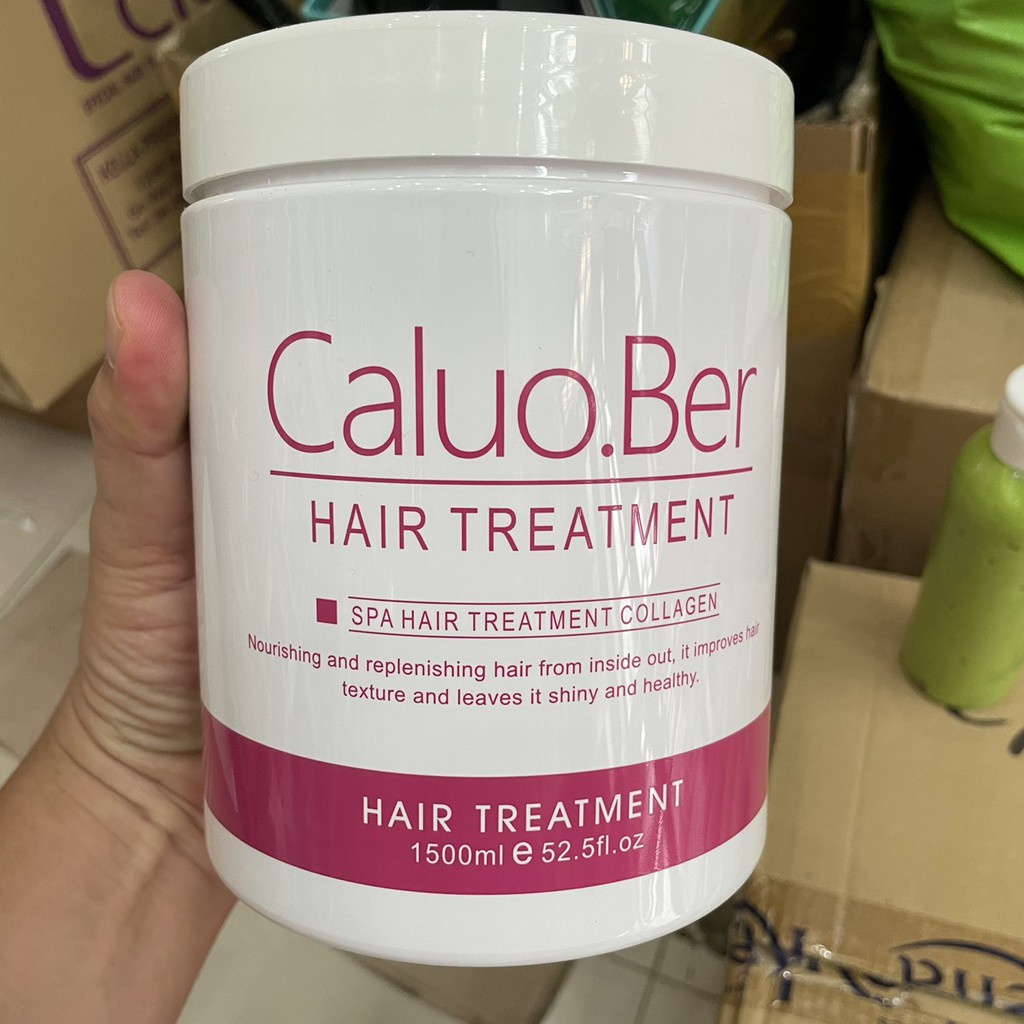 Caluo.Ber
HAIR TREATMENT
SPA HAIR TREATMENT COLLAGEN
Nourishing and replenishing hair from inside out, it improves hair
texture and leaves it shiny and healthy.
HAIR TREATMENT
1500ml e 52.5fl.oz